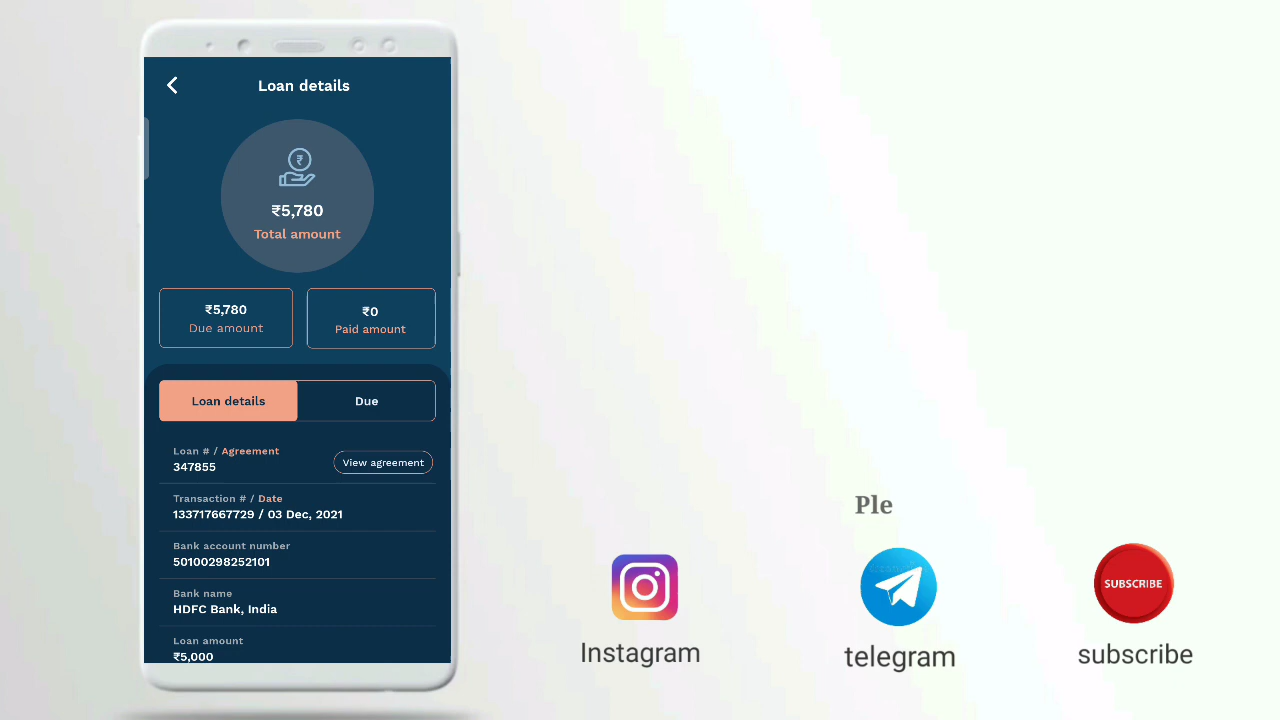 Loan details
₹5,780
Total amount
₹5,780
Due amount
₹0
Paid amount
Loan details
Due
Loan # / Agreement
347855
View agreement
Transaction # / Date
133717667729 / 03 Dec, 2021
Bank account number
50100298252101
Bank name
HDFC Bank, India
Loan amount
₹5,000
Ple
SUBSCRIBE
Instagram
telegram
subscribe